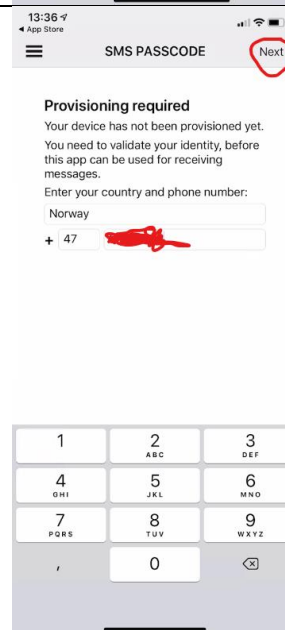 13:36
◄ App Store
SMS PASSCODE Next
Provisioning required
Your device has not been provisioned yet.
You need to validate your identity, before
this app can be used for receiving
messages.
Enter your country and phone number:
Norway
+ 47
1 2 3
ABC DEF
4 5 6
GHI JKL MNO
7 8 9
PQRS TUV WXYZ
, 0